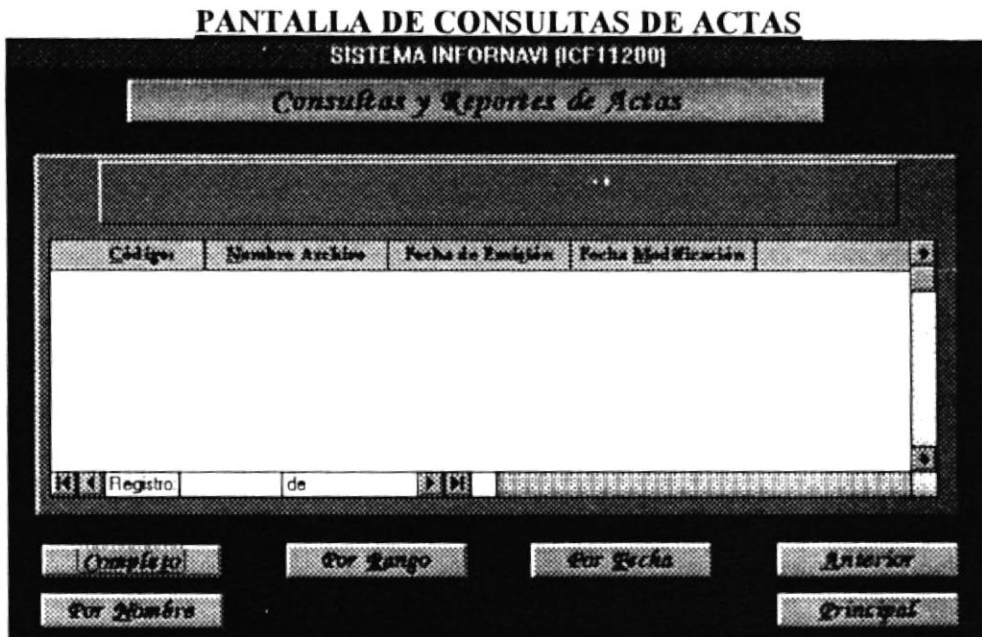 PANTALLA DE CONSULTAS DE ACTAS
SISTEMA INFORNAVI [ICF11200]
Consultas y Reportes de Actas
Código: Nombre Archivo Fecha de Emisión Fecha Modificación
Registro: de
Completo Por Rango Por Fecha Anterior
Por Nombre Principal